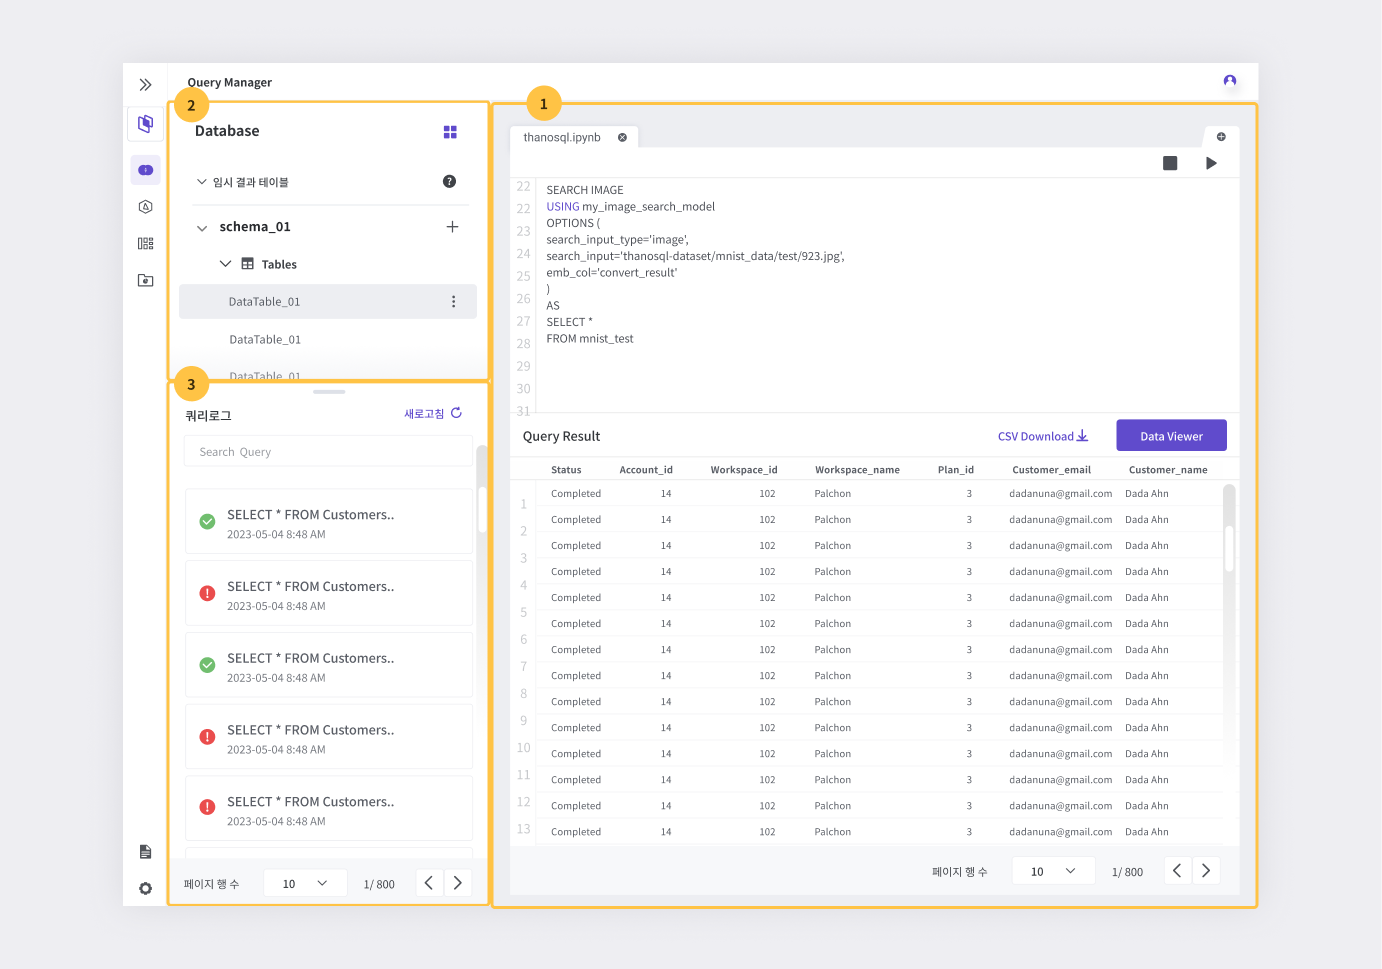 Query Manager
2
Database
임시 결과 테이블
?
schema_01
Tables
DataTable_01
DataTable_01
DataTable_01
3
쿼리로그
새로고침
Search Query
SELECT * FROM Customers..
2023-05-04 8:48 AM
SELECT * FROM Customers..
2023-05-04 8:48 AM
SELECT * FROM Customers..
2023-05-04 8:48 AM
SELECT * FROM Customers..
2023-05-04 8:48 AM
SELECT * FROM Customers..
2023-05-04 8:48 AM
페이지 행 수 10 1/ 800
1
thanosql.ipynb
22 SEARCH IMAGE
22 USING my_image_search_model
23 OPTIONS (
24 search_input_type='image',
25 search_input='thanosql-dataset/mnist_data/test/923.jpg',
26 emb_col='convert_result'
27 )
28 AS
29 SELECT *
30 FROM mnist_test
31
Query Result CSV Download Data Viewer
Status Account_id Workspace_id Workspace_name Plan_id Customer_email Customer_name
Completed 14 102 Palchon 3 dadanuna@gmail.com Dada Ahn
1 Completed 14 102 Palchon 3 dadanuna@gmail.com Dada Ahn
2 Completed 14 102 Palchon 3 dadanuna@gmail.com Dada Ahn
3 Completed 14 102 Palchon 3 dadanuna@gmail.com Dada Ahn
4 Completed 14 102 Palchon 3 dadanuna@gmail.com Dada Ahn
5 Completed 14 102 Palchon 3 dadanuna@gmail.com Dada Ahn
6 Completed 14 102 Palchon 3 dadanuna@gmail.com Dada Ahn
7 Completed 14 102 Palchon 3 dadanuna@gmail.com Dada Ahn
8 Completed 14 102 Palchon 3 dadanuna@gmail.com Dada Ahn
9 Completed 14 102 Palchon 3 dadanuna@gmail.com Dada Ahn
10 Completed 14 102 Palchon 3 dadanuna@gmail.com Dada Ahn
11 Completed 14 102 Palchon 3 dadanuna@gmail.com Dada Ahn
12 Completed 14 102 Palchon 3 dadanuna@gmail.com Dada Ahn
13 Completed 14 102 Palchon 3 dadanuna@gmail.com Dada Ahn
페이지 행 수 10 1/ 800